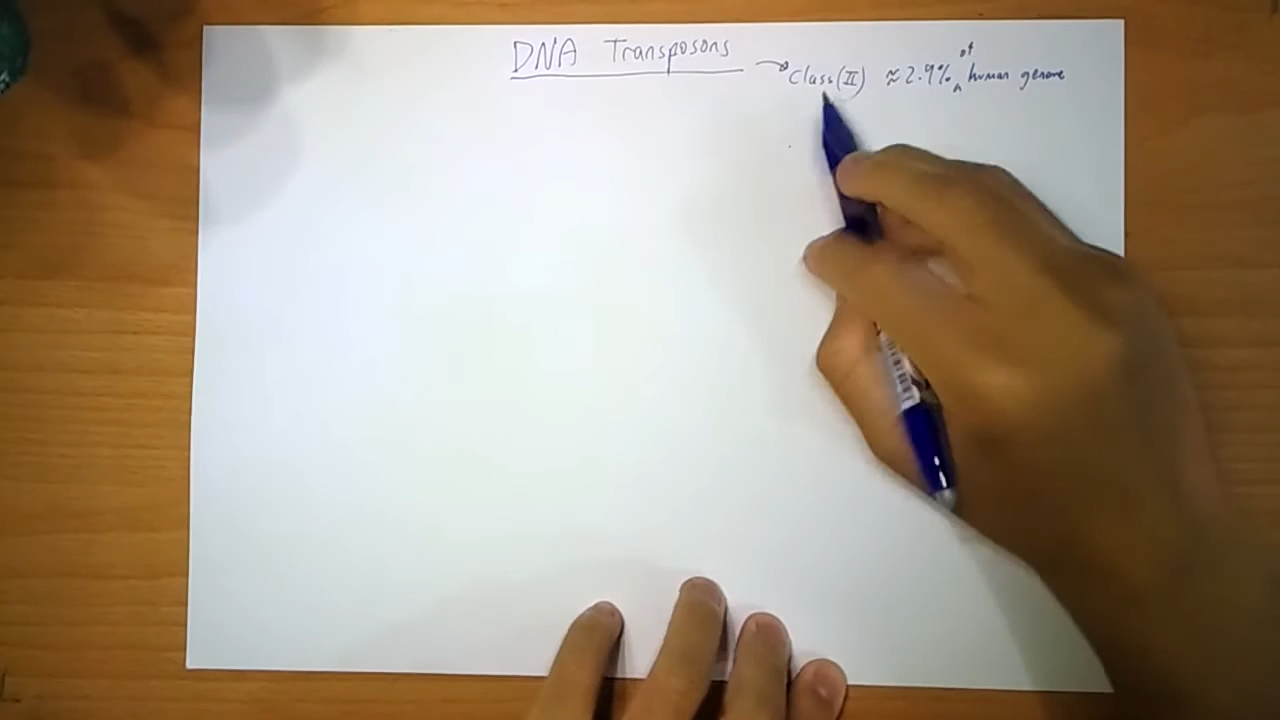 DNA Transposons
Class(II) ≈2.9% of human genome